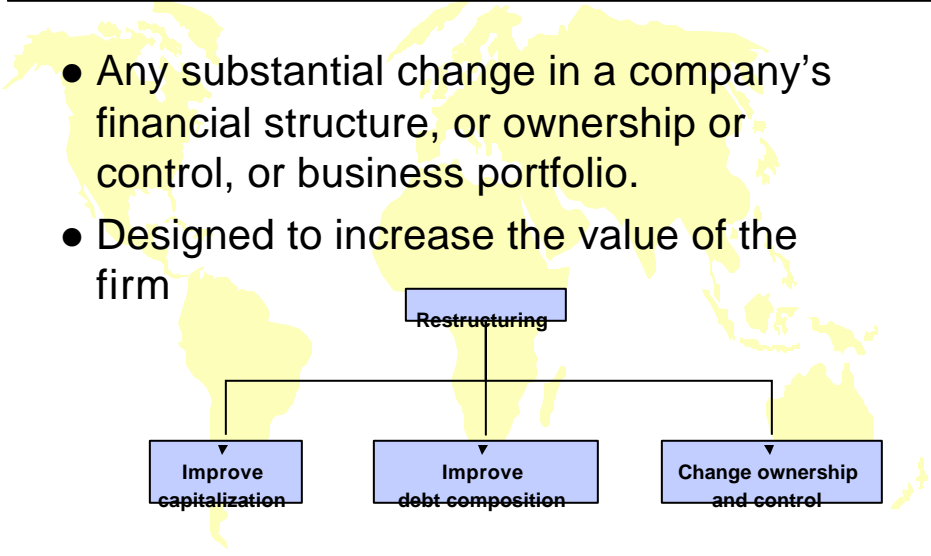 ● Any substantial change in a company’s
financial structure, or ownership or
control, or business portfolio.
● Designed to increase the value of the
firm
Restructuring
Improve
capitalization
Improve
debt composition
Change ownership
and control